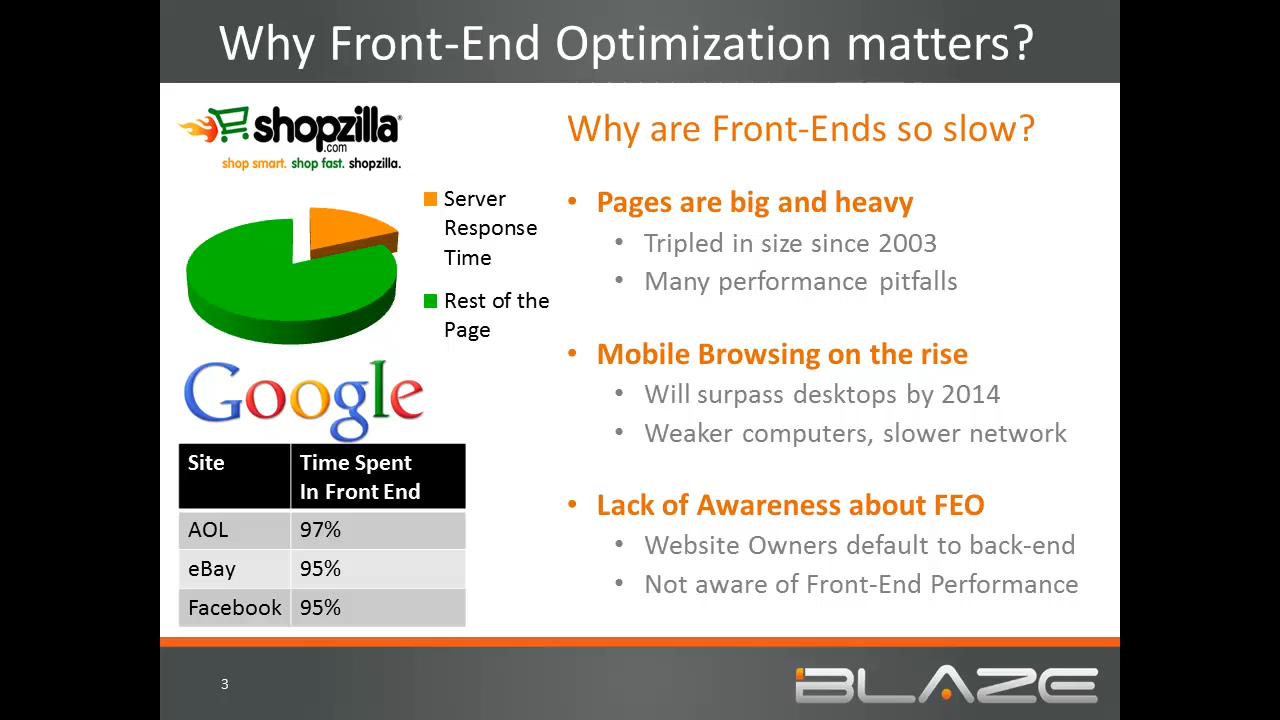 Why Front-End Optimization matters?
shopzilla®
.com
shop smart. shop fast. shopzilla.
Server
Response
Time
Rest of the
Page
Google
Site
Time Spent
In Front End
AOL 97%
eBay 95%
Facebook 95%
Why are Front-Ends so slow?
• Pages are big and heavy
• Tripled in size since 2003
• Many performance pitfalls
• Mobile Browsing on the rise
• Will surpass desktops by 2014
• Weaker computers, slower network
• Lack of Awareness about FEO
• Website Owners default to back-end
• Not aware of Front-End Performance
3
BLAZE